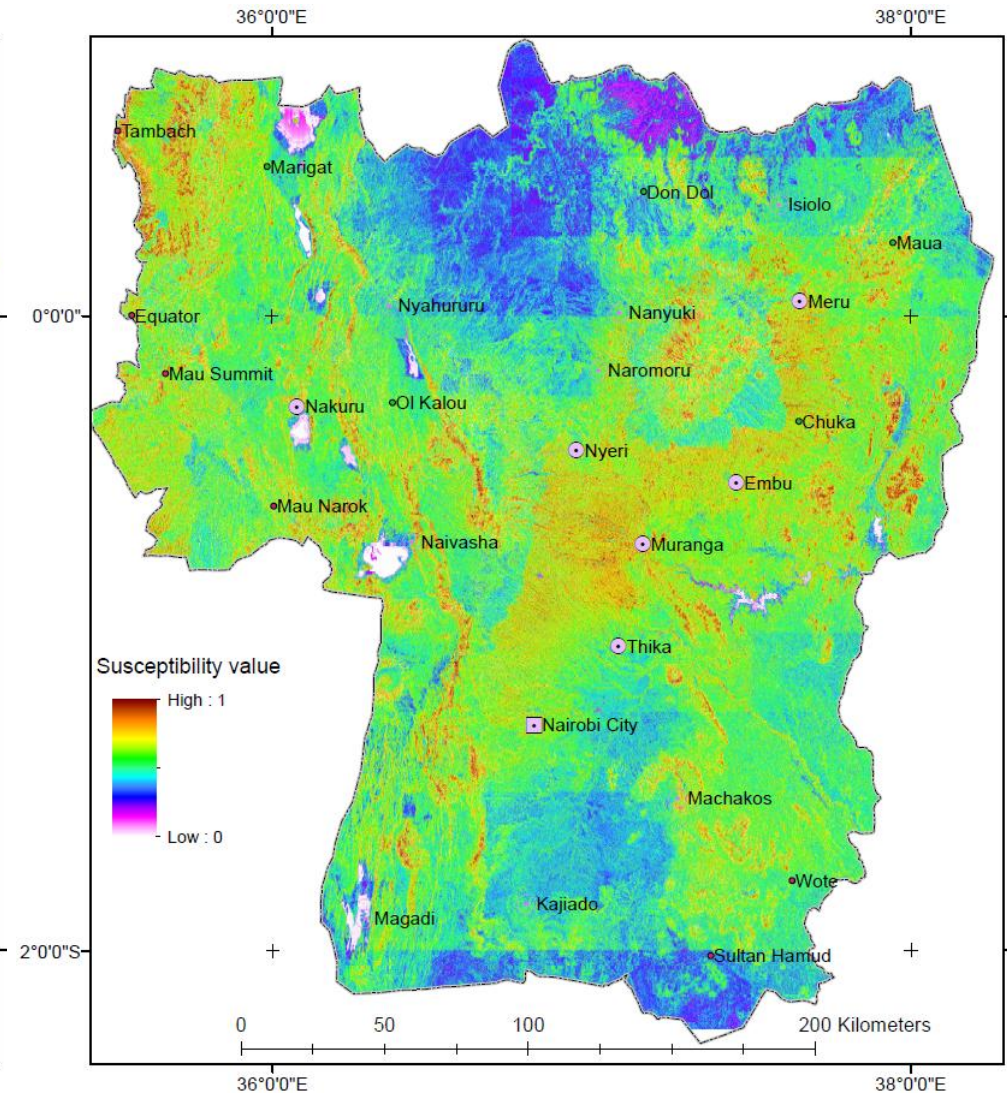 36°0'0"E
38°0'0"E
Tambach
Marigat
Don Dol
Isiolo
Maua
Nyahururu
Nanyuki
Meru
0°0'0"
Equator
Mau Summit
Naromoru
Nakuru
Ol Kalou
Chuka
Nyeri
Embu
Mau Narok
Naivasha
Muranga
Thika
Susceptibility value
High : 1
Low : 0
Nairobi City
Machakos
Wote
Kajiado
Magadi
2°0'0"S
Sultan Hamud
0 50 100 200 Kilometers
36°0'0"E
38°0'0"E